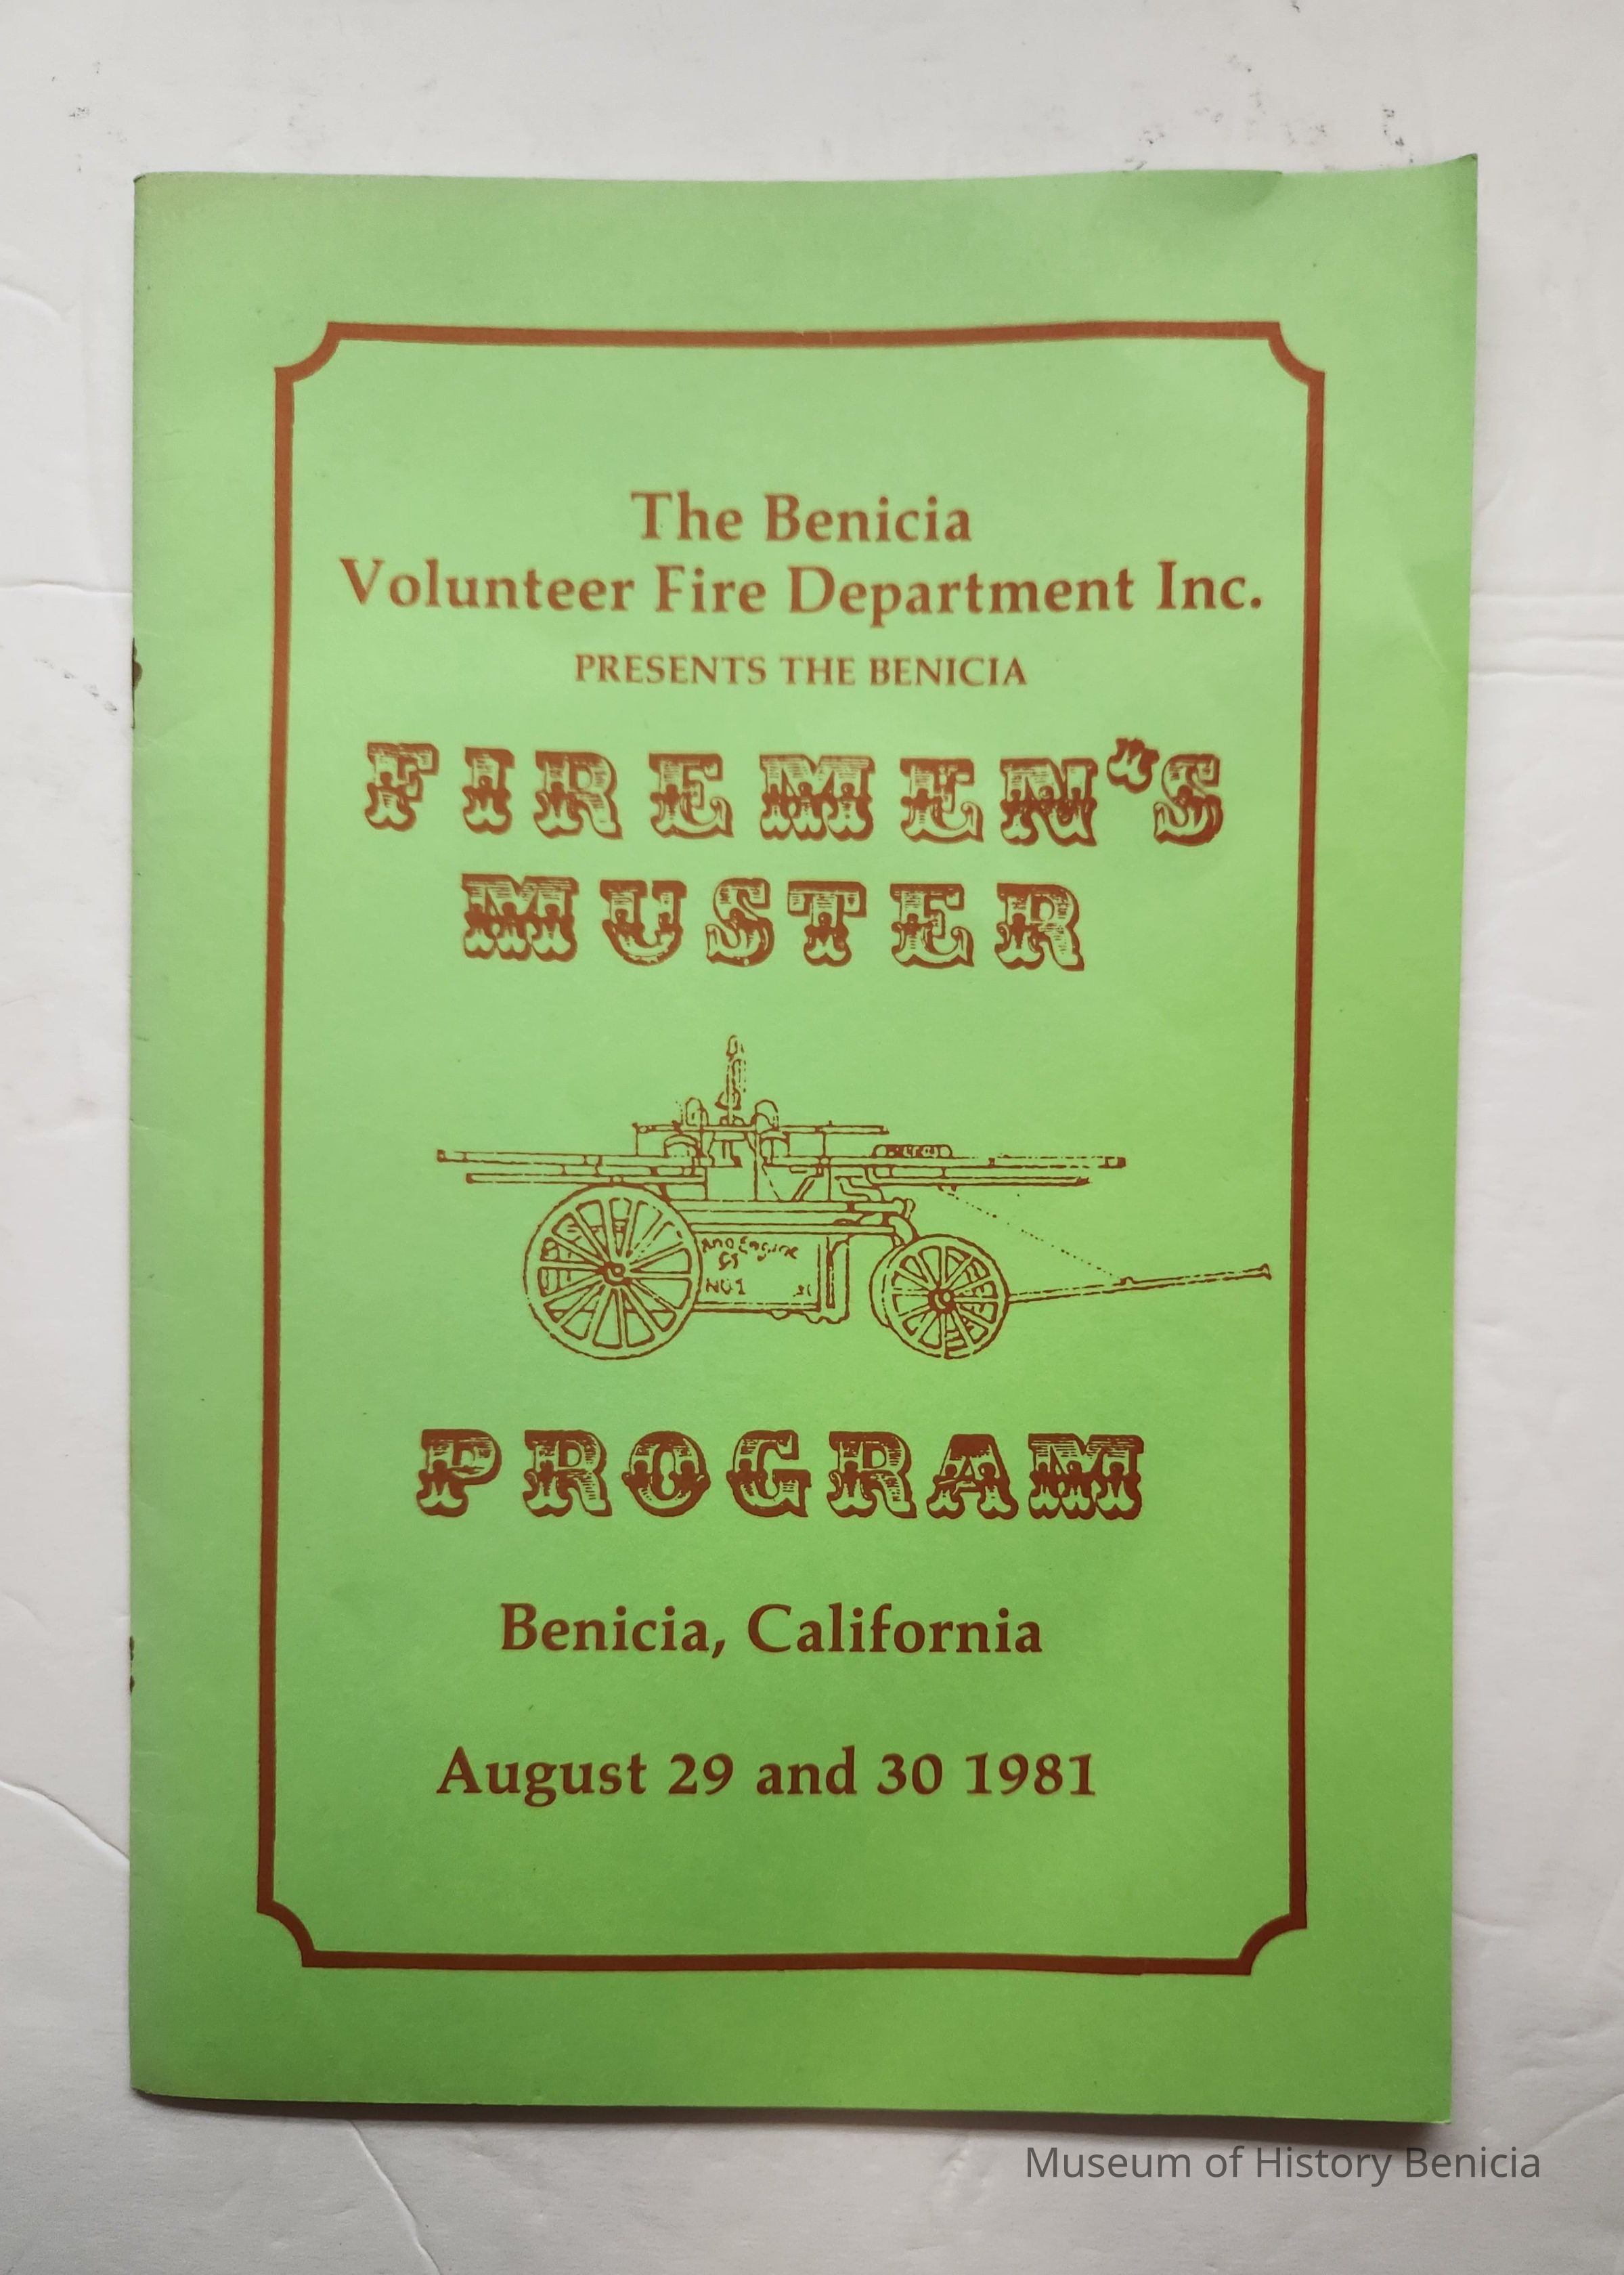 The Benicia
Volunteer Fire Department Inc.
PRESENTS THE BENICIA
FIREMEN'S
MUSTER
Engine
NO1
PROGRAM
Benicia, California
August 29 and 30 1981
Museum of History Benicia